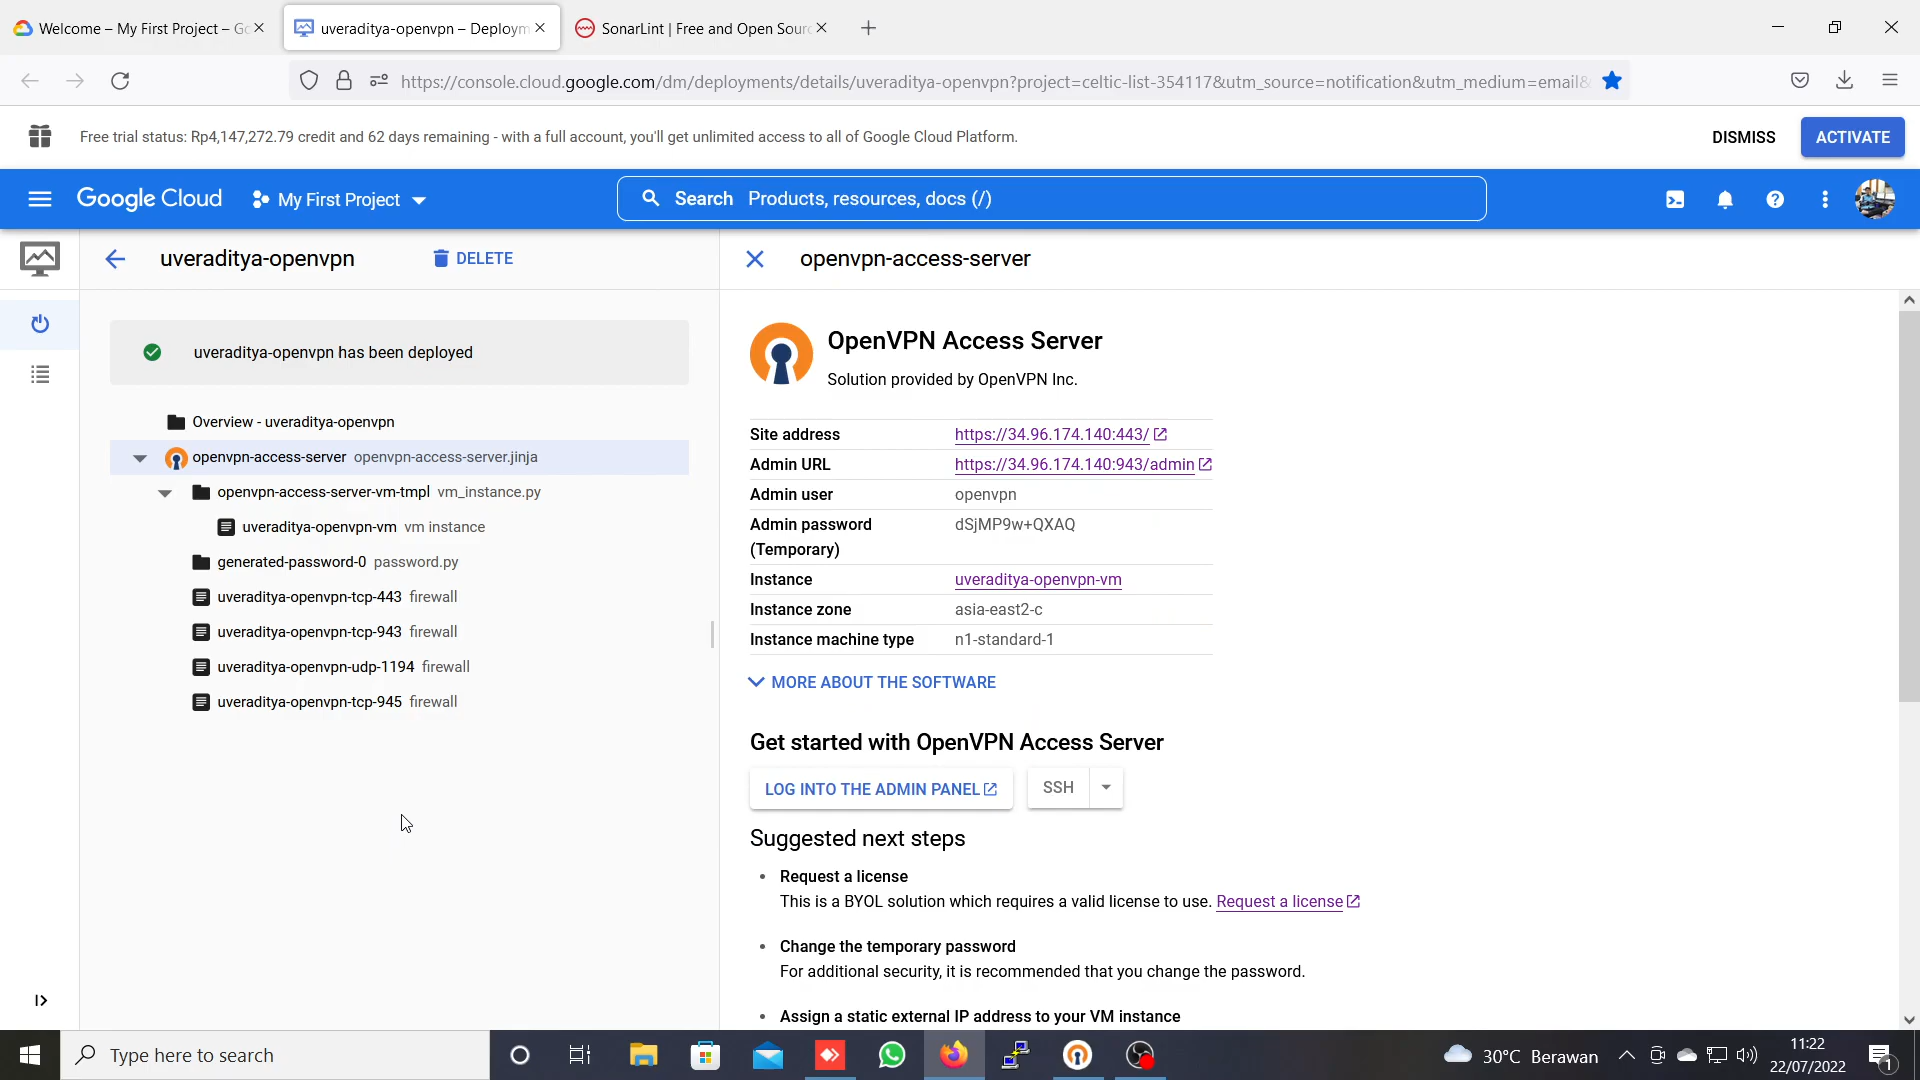 Welcome – My First Project – Go
uveraditya-openvpn – Deploym
SonarLint | Free and Open Sourc
https://console.cloud.google.com/dm/deployments/details/uveraditya-openvpn?project=celtic-list-354117&utm_source=notification&utm_medium=email&
Free trial status: Rp4,147,272.79 credit and 62 days remaining - with a full account, you'll get unlimited access to all of Google Cloud Platform.
DISMISS
ACTIVATE
Google Cloud
My First Project
Search Products, resources, docs (/)
uveraditya-openvpn
DELETE
openvpn-access-server
uveraditya-openvpn has been deployed
Overview - uveraditya-openvpn
openvpn-access-server openvpn-access-server.jinja
openvpn-access-server-vm-tmpl vm_instance.py
uveraditya-openvpn-vm vm instance
generated-password-0 password.py
uveraditya-openvpn-tcp-443 firewall
uveraditya-openvpn-tcp-943 firewall
uveraditya-openvpn-udp-1194 firewall
uveraditya-openvpn-tcp-945 firewall
OpenVPN Access Server
Solution provided by OpenVPN Inc.
Site address https://34.96.174.140:443/
Admin URL https://34.96.174.140:943/admin
Admin user openvpn
Admin password dSjMP9w+QXAQ
(Temporary)
Instance uveraditya-openvpn-vm
Instance zone asia-east2-c
Instance machine type n1-standard-1
MORE ABOUT THE SOFTWARE
Get started with OpenVPN Access Server
LOG INTO THE ADMIN PANEL
SSH
Suggested next steps
• Request a license
This is a BYOL solution which requires a valid license to use. Request a license
• Change the temporary password
For additional security, it is recommended that you change the password.
• Assign a static external IP address to your VM instance
Type here to search
30°C Berawan
11:22
22/07/2022
1